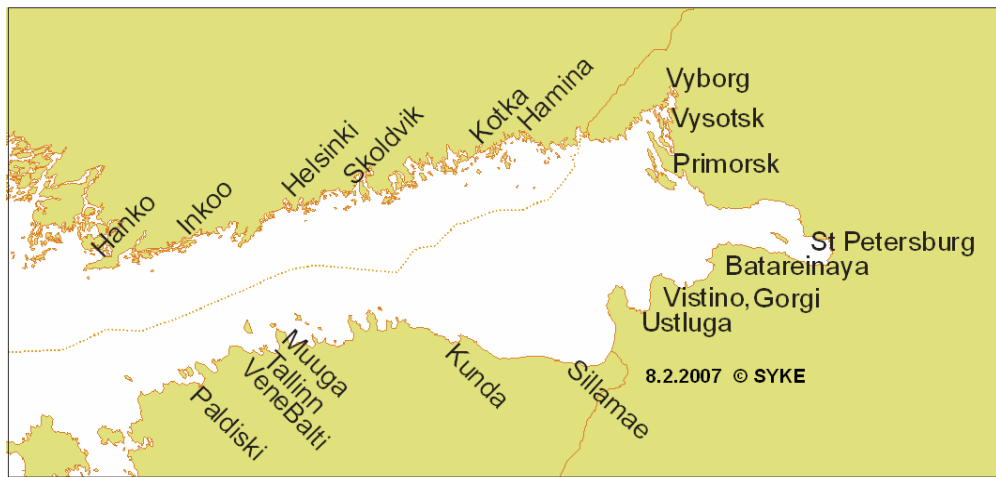 Vyborg
Vysotsk
Primorsk
Hamina
Kotka
Skoldvik
Helsinki
Inkoo
Hanko
St Petersburg
Batareinaya
Vistino, Gorgi
Ustluga
Sillamae
Kunda
Muuga
Tallinn
VeneBalti
Paldiski
8.2.2007 © SYKE